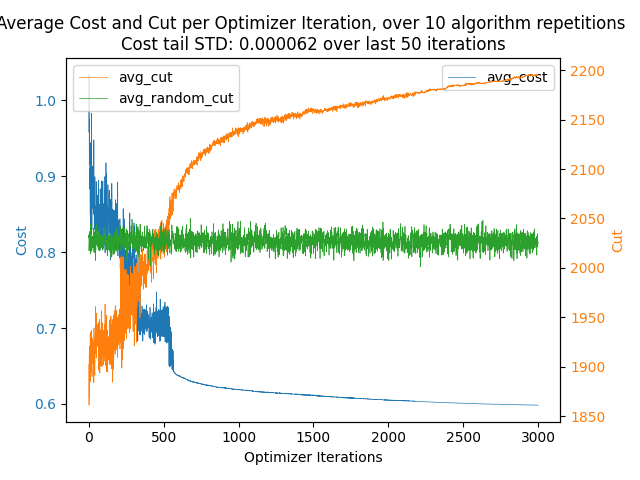 Average Cost and Cut per Optimizer Iteration, over 10 algorithm repetitions
Cost tail STD: 0.000062 over last 50 iterations
avg_cut
avg_random_cut
avg_cost
1.0
0.9
0.8
0.7
0.6
Cost
2200
2150
2100
2050
2000
1950
1900
1850
Cut
0 500 1000 1500 2000 2500 3000
Optimizer Iterations